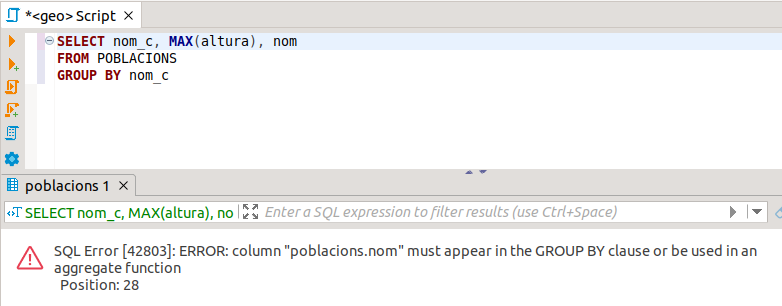 *<geo> Script
SELECT nom_c, MAX(altura), nom
FROM POBLACIONS
GROUP BY nom_c
poblacions 1
SELECT nom_c, MAX(altura), no
Enter a SQL expression to filter results (use Ctrl+Space)
SQL Error [42803]: ERROR: column "poblacions.nom" must appear in the GROUP BY clause or be used in an
aggregate function
Position: 28